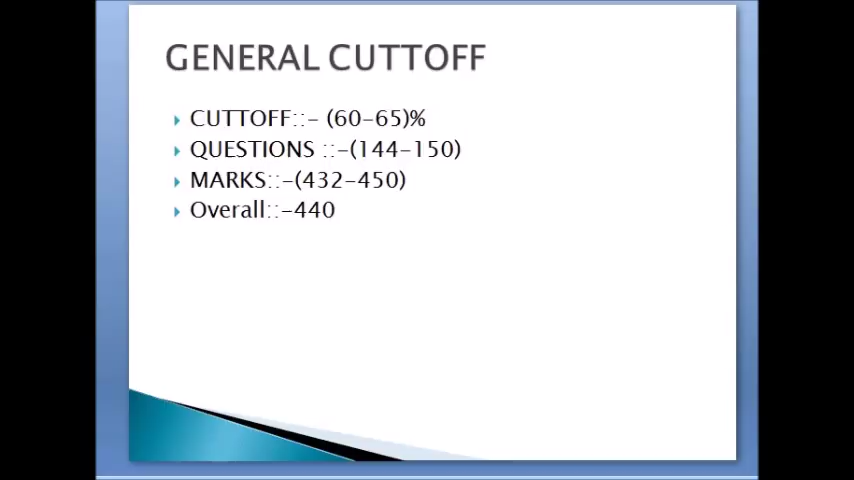 GENERAL CUTTOFF
CUTTOFF::- (60-65)%
QUESTIONS ::-(144-150)
MARKS::-(432-450)
Overall::-440